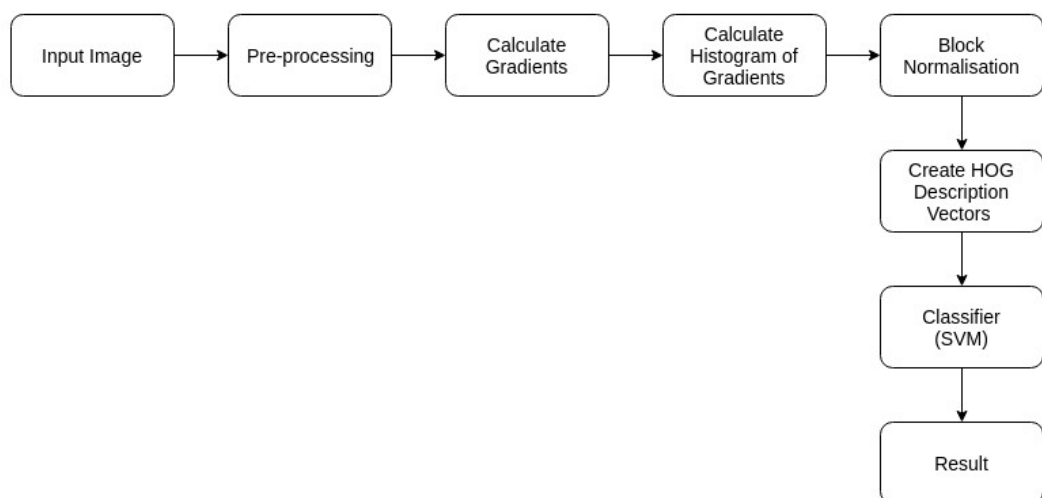 Input Image
Pre-processing
Calculate
Gradients
Calculate
Histogram of
Gradients
Block
Normalisation
Create HOG
Description
Vectors
Classifier
(SVM)
Result